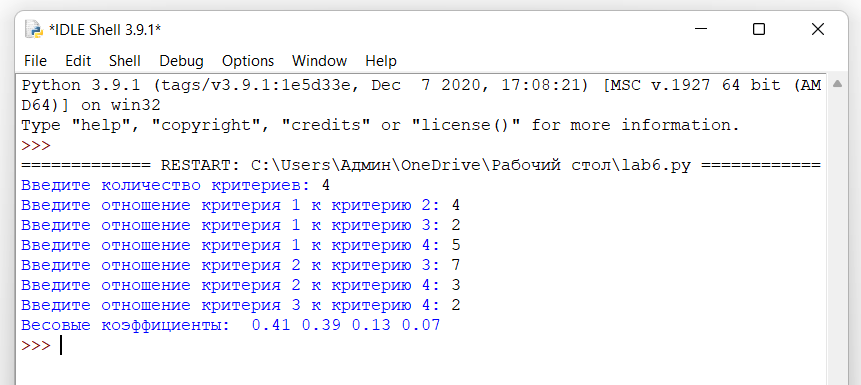 *IDLE Shell 3.9.1*
File Edit Shell Debug Options Window Help
Python 3.9.1 (tags/v3.9.1:1e5d33e, Dec  7 2020, 17:08:21) [MSC v.1927 64 bit (AM
D64)] on win32
Type "help", "copyright", "credits" or "license()" for more information.
>>>
============= RESTART: C:\Users\Админ\OneDrive\Рабочий стол\lab6.py ============
Введите количество критериев: 4
Введите отношение критерия 1 к критерию 2: 4
Введите отношение критерия 1 к критерию 3: 2
Введите отношение критерия 1 к критерию 4: 5
Введите отношение критерия 2 к критерию 3: 7
Введите отношение критерия 2 к критерию 4: 3
Введите отношение критерия 3 к критерию 4: 2
Весовые коэффициенты:  0.41 0.39 0.13 0.07
>>>